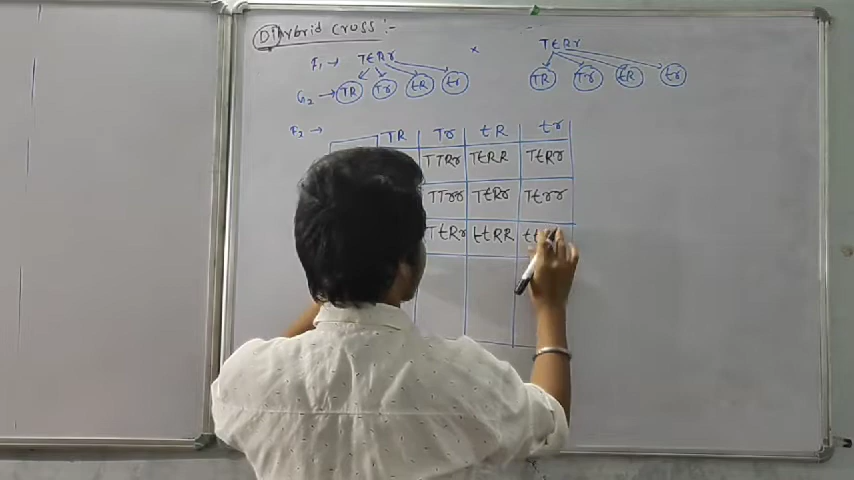 Dihybrid cross :-
F₁ → TtRr × TtRr
G₂ → TR Tr tR tr TR Tr tR tr
F₂ → TR Tr tR tr
TTRr TtRR TtRr
TTrr TtRr Ttrr
TtRr ttRR